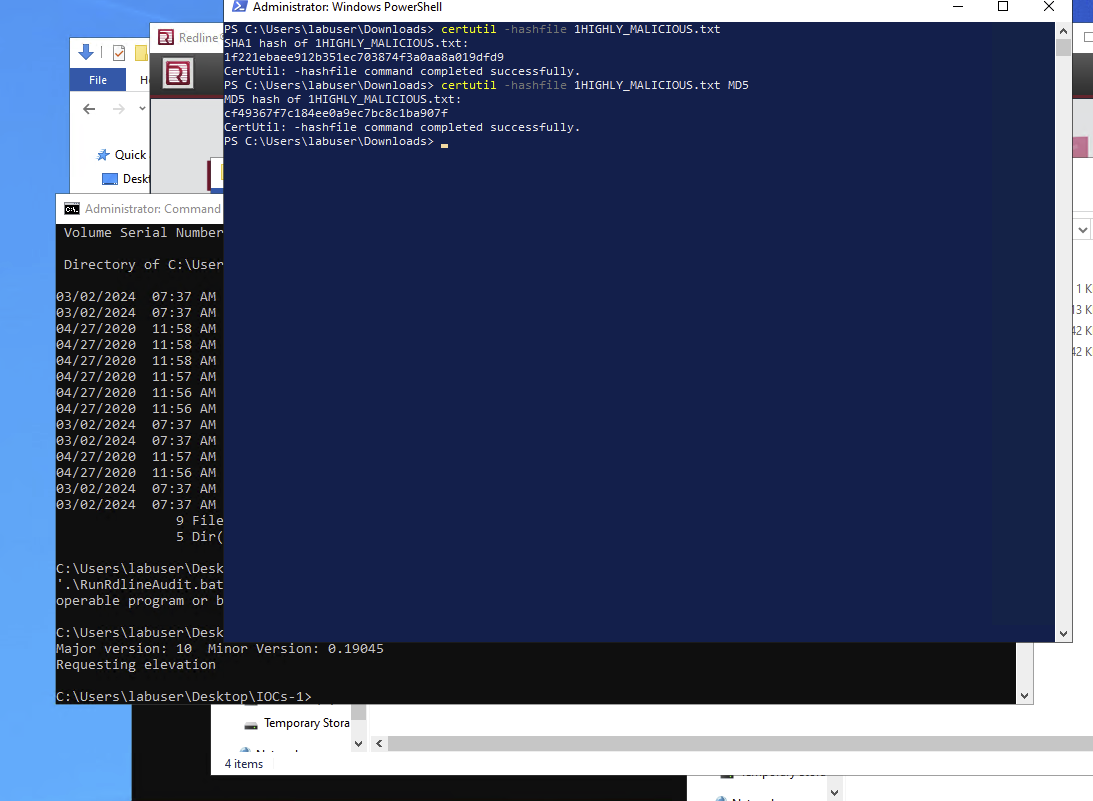 Administrator: Windows PowerShell
PS C:\Users\labuser\Downloads> certutil -hashfile 1HIGHLY_MALICIOUS.txt
SHA1 hash of 1HIGHLY_MALICIOUS.txt:
1f221ebaee912b351ec703874f3a0aa8a019dfd9
CertUtil: -hashfile command completed successfully.
PS C:\Users\labuser\Downloads> certutil -hashfile 1HIGHLY_MALICIOUS.txt MD5
MD5 hash of 1HIGHLY_MALICIOUS.txt:
cf49367f7c184ee0a9ec7bc8c1ba907f
CertUtil: -hashfile command completed successfully.
PS C:\Users\labuser\Downloads>
Redline
File
H
Quick
Desk
Administrator: Command
Volume Serial Number
Directory of C:\User
03/02/2024 07:37 AM
03/02/2024 07:37 AM
04/27/2020 11:58 AM
04/27/2020 11:58 AM
04/27/2020 11:58 AM
04/27/2020 11:57 AM
04/27/2020 11:56 AM
04/27/2020 11:56 AM
03/02/2024 07:37 AM
03/02/2024 07:37 AM
04/27/2020 11:57 AM
04/27/2020 11:56 AM
03/02/2024 07:37 AM
03/02/2024 07:37 AM
9 File
5 Dir(
C:\Users\labuser\Desk
'.\RunRdlineAudit.bat
operable program or b
C:\Users\labuser\Desk
Major version: 10 Minor Version: 0.19045
Requesting elevation
C:\Users\labuser\Desktop\IOCs-1>
1 K
13 K
42 K
42 K
Temporary Stora
4 items